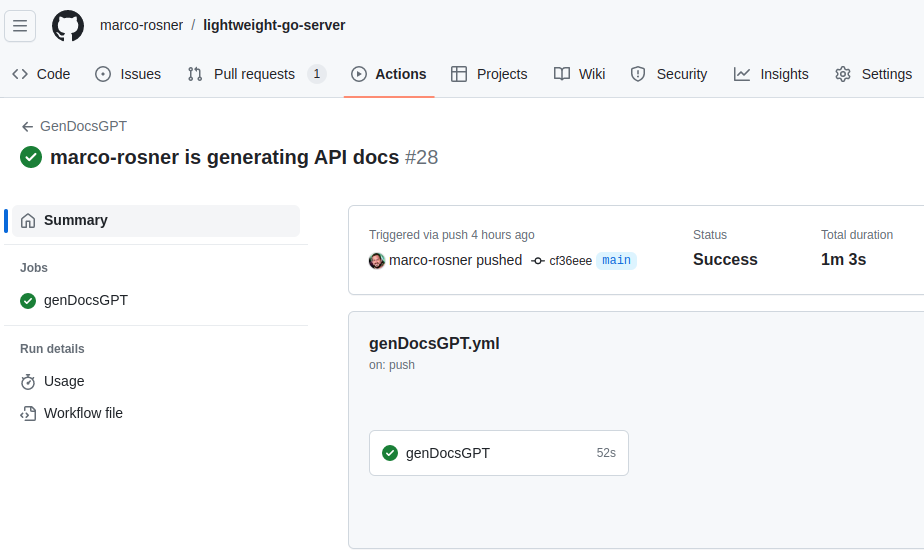 marco-rosner / lightweight-go-server
Code Issues Pull requests 1 Actions Projects Wiki Security Insights Settings
← GenDocsGPT
marco-rosner is generating API docs #28
Summary
Jobs
genDocsGPT
Run details
Usage
Workflow file
Triggered via push 4 hours ago
marco-rosner pushed cf36eee main
Status
Success
Total duration
1m 3s
genDocsGPT.yml
on: push
genDocsGPT 52s